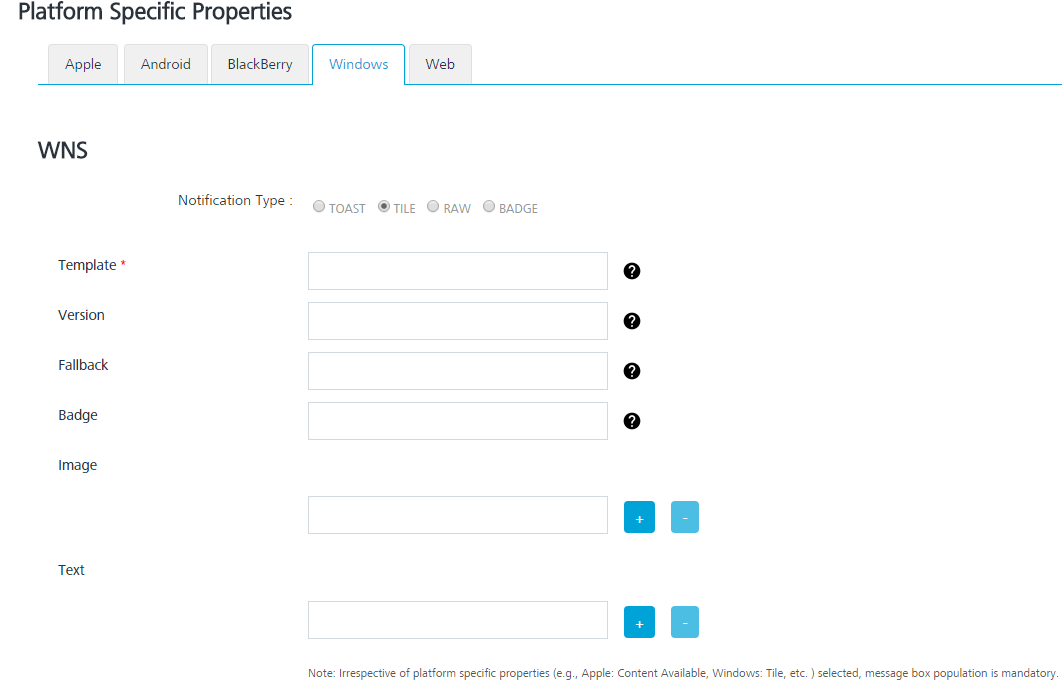 Platform Specific Properties
Apple Android BlackBerry Windows Web
WNS
Notification Type : TOAST TILE RAW BADGE
Template *
?
Version
?
Fallback
?
Badge
?
Image
+ -
Text
+ -
Note: Irrespective of platform specific properties (e.g., Apple: Content Available, Windows: Tile, etc. ) selected, message box population is mandatory.